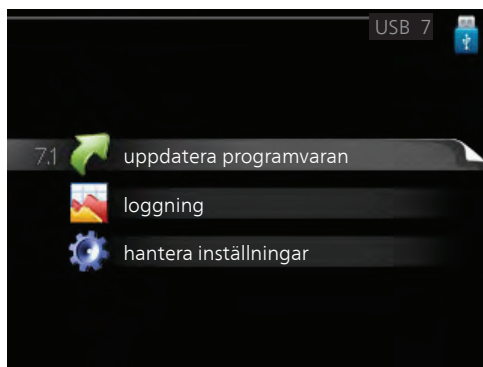 USB 7
7.1 uppdatera programvaran
loggning
hantera inställningar